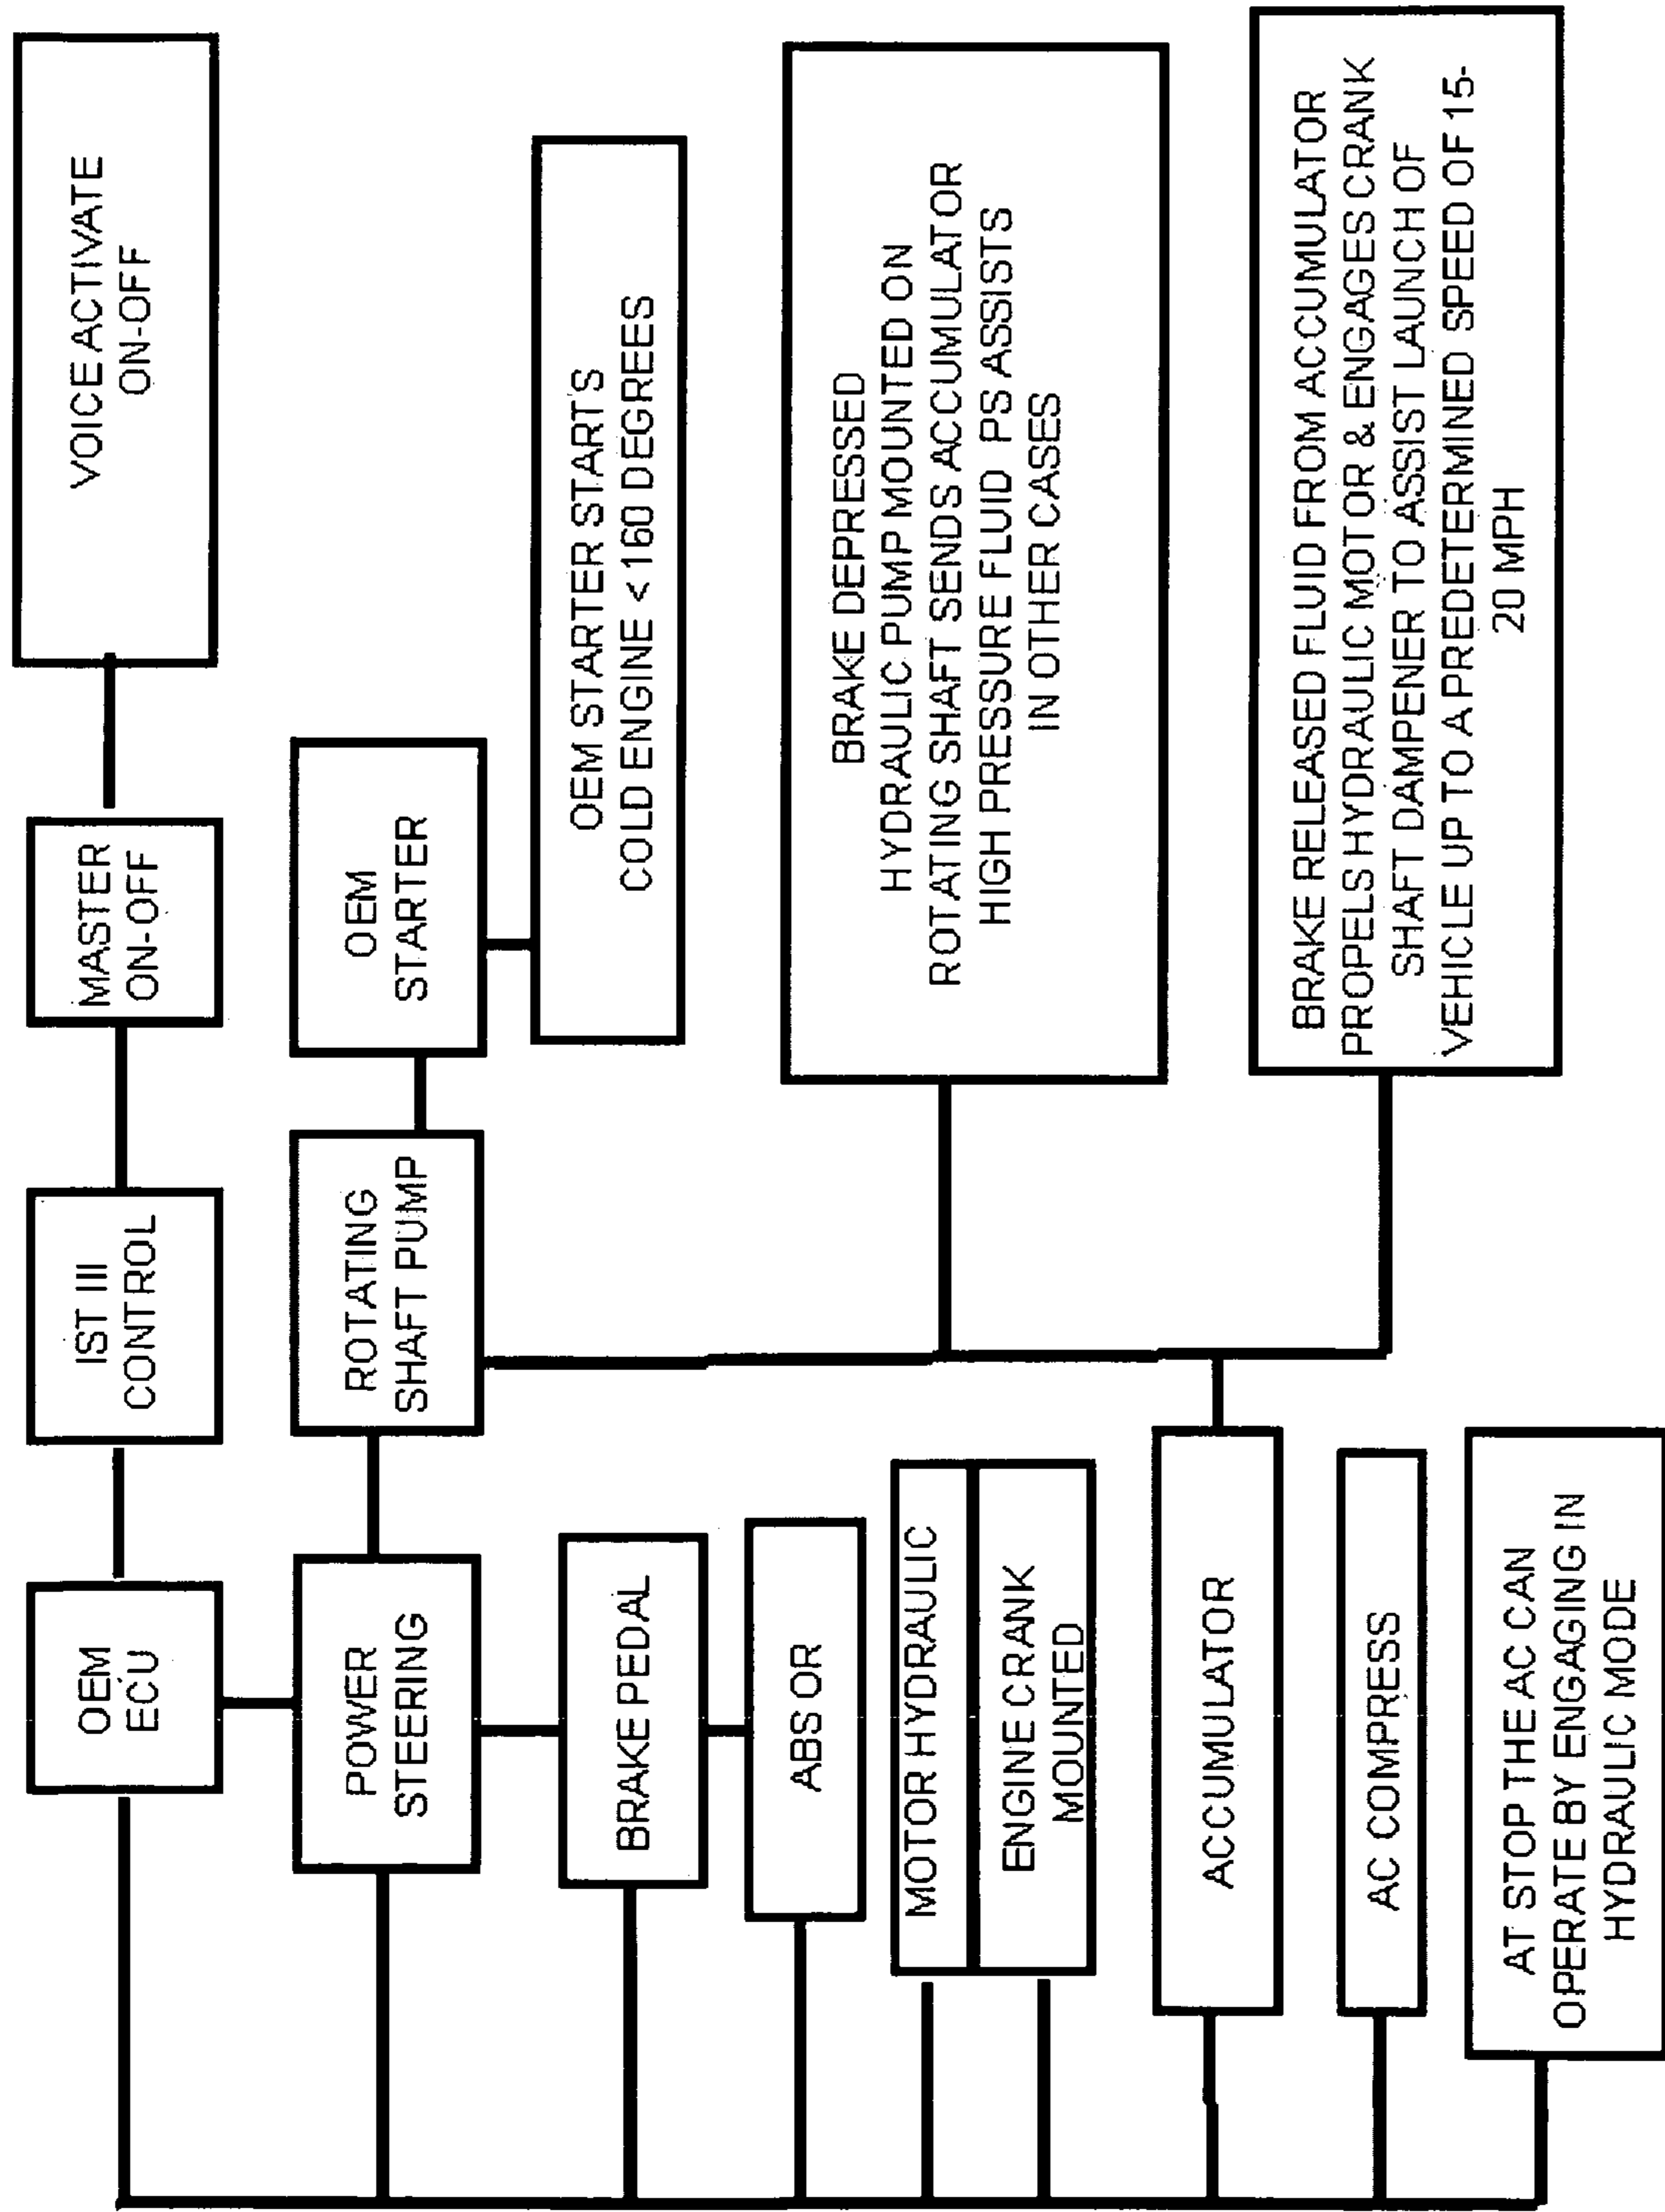 OEM
ECU
IST III
CONTROL
MASTER
ON-OFF
VOICE ACTIVATE
ON-OFF
POWER
STEERING
ROTATING
SHAFT PUMP
OEM
STARTER
OEM STARTER STARTS
COLD ENGINE <160 DEGREES
BRAKE PEDAL
ABS OR
MOTOR HYDRAULIC
ENGINE CRANK
MOUNTED
BRAKE DEPRESSED
HYDRAULIC PUMP MOUNTED ON
ROTATING SHAFT SENDS ACCUMULATOR
HIGH PRESSURE FLUID PS ASSISTS
IN OTHER CASES
ACCUMULATOR
BRAKE RELEASED FLUID FROM ACCUMULATOR
PROPELS HYDRAULIC MOTOR & ENGAGES CRANK
SHAFT DAMPENER TO ASSIST LAUNCH OF
VEHICLE UP TO A PREDETERMINED SPEED OF 15-
20 MPH
AC COMPRESS
AT STOP THE AC CAN
OPERATE BY ENGAGING IN
HYDRAULIC MODE